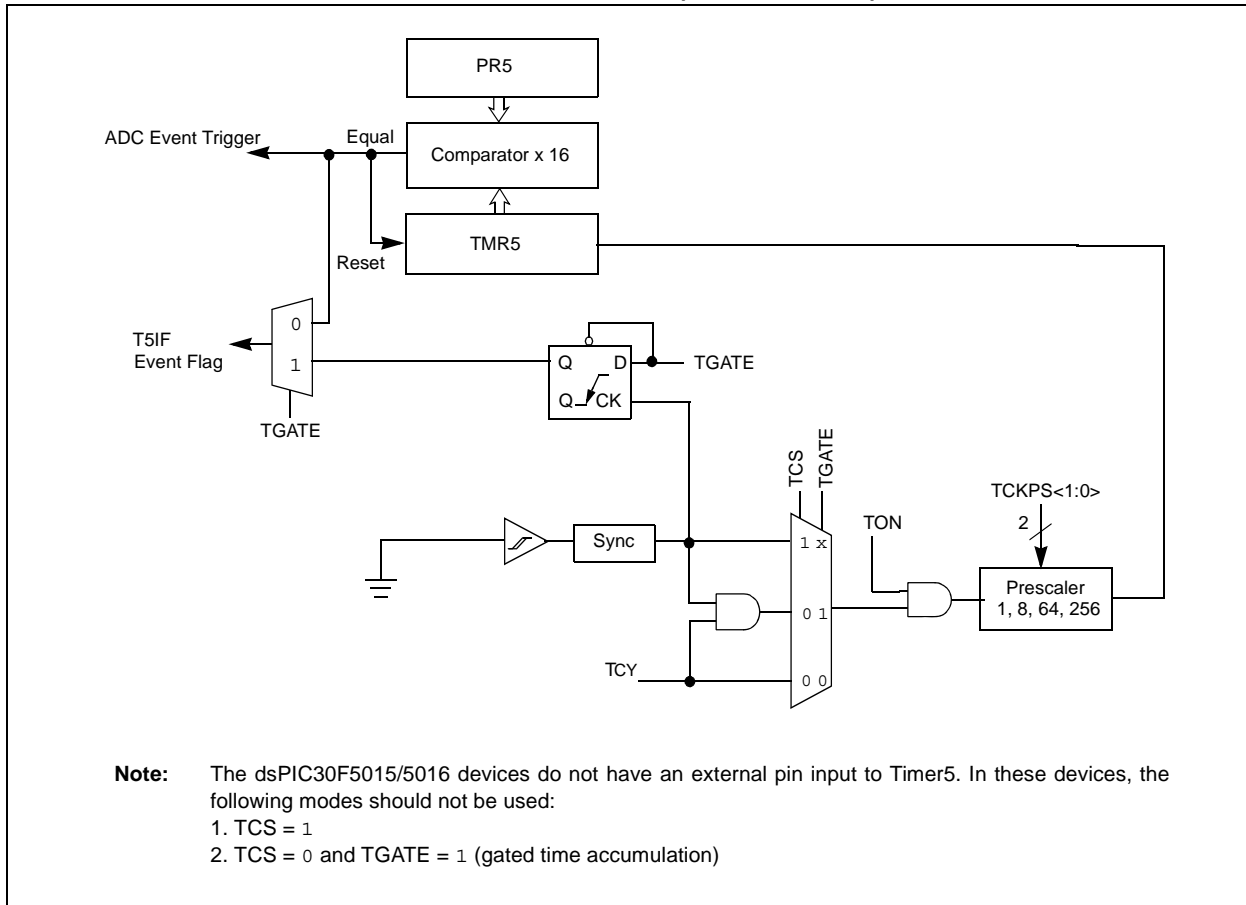 PR5
ADC Event Trigger
Equal
Comparator x 16
TMR5
Reset
0
T5IF
Event Flag
1
TGATE
Q
D
TGATE
Q
CK
TCS
TGATE
TCKPS<1:0>
2
TON
Sync
1 x
Prescaler
1, 8, 64, 256
0 1
TCY
0 0
Note: The dsPIC30F5015/5016 devices do not have an external pin input to Timer5. In these devices, the
following modes should not be used:
1. TCS = 1
2. TCS = 0 and TGATE = 1 (gated time accumulation)